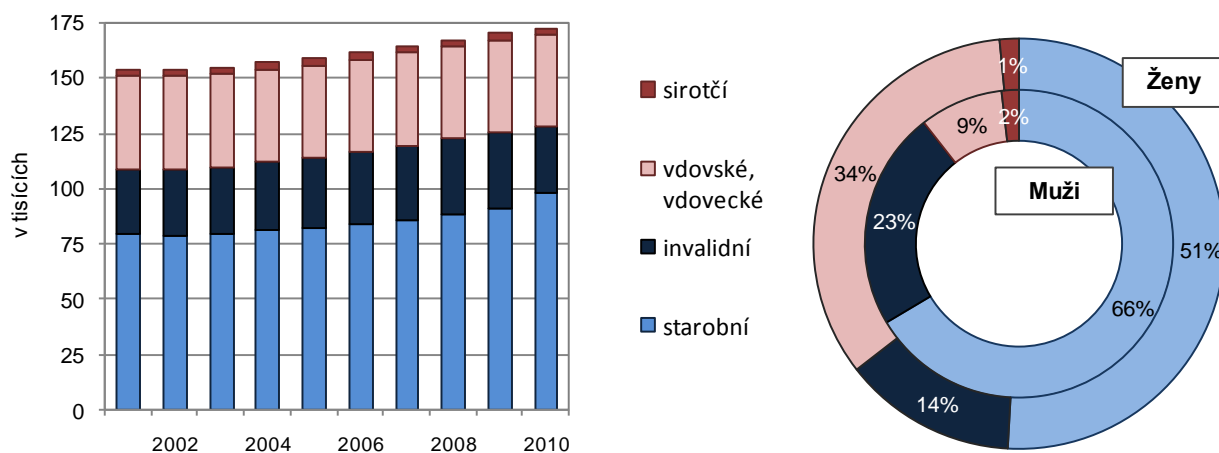 v tisících
175
150
125
100
75
50
25
0
2002
2004
2006
2008
2010
sirotčí
vdovské,
vdovecké
invalidní
starobní
Ženy
Muži
1%
2%
9%
34%
23%
51%
66%
14%